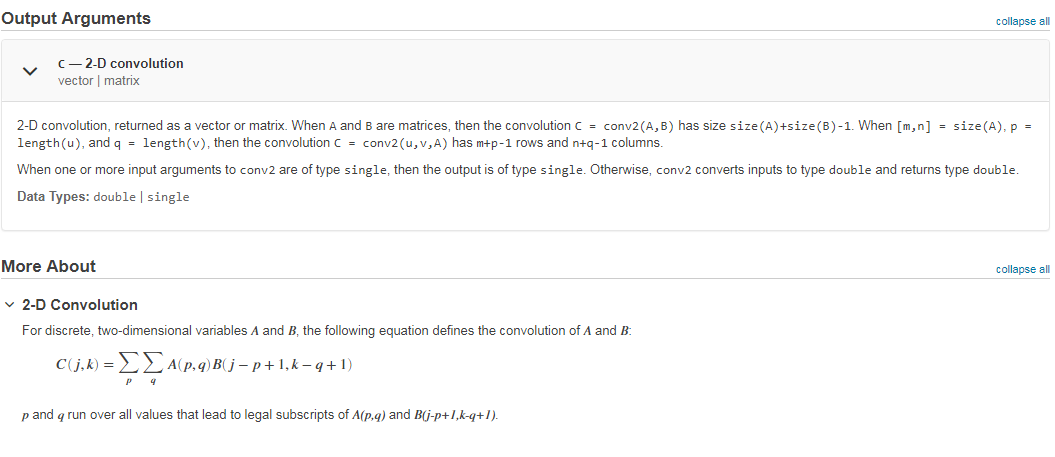 Output Arguments
collapse all
C — 2-D convolution
vector | matrix
2-D convolution, returned as a vector or matrix. When A and B are matrices, then the convolution C = conv2(A,B) has size size(A)+size(B)-1. When [m,n] = size(A), p =
length(u), and q = length(v), then the convolution C = conv2(u,v,A) has m+p-1 rows and n+q-1 columns.
When one or more input arguments to conv2 are of type single, then the output is of type single. Otherwise, conv2 converts inputs to type double and returns type double.
Data Types: double | single
More About
collapse all
2-D Convolution
For discrete, two-dimensional variables A and B, the following equation defines the convolution of A and B:
C(j,k) = ∑∑ A(p,q)B(j − p + 1, k − q + 1)
p q
p and q run over all values that lead to legal subscripts of A(p,q) and B(j-p+1,k-q+1).